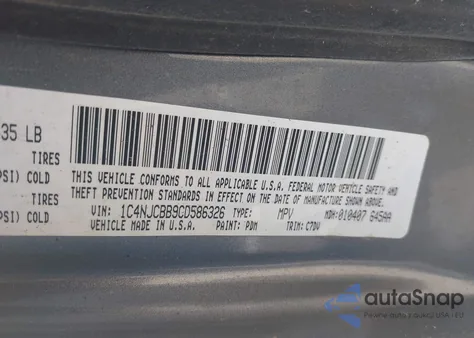 35 LB
TIRES
PSI) COLD
TIRES
PSI) COLD
THIS VEHICLE CONFORMS TO ALL APPLICABLE U.S.A. FEDERAL MOTOR VEHICLE SAFETY AND
THEFT PREVENTION STANDARDS IN EFFECT ON THE DATE OF MANUFACTURE SHOWN ABOVE.
VIN: 1C4NJCBB9CD586326 TYPE: MPV MDH: 010407 645AA
VEHICLE MADE IN U.S.A. PAINT: PDM TRIM: C7DV
autaSnap